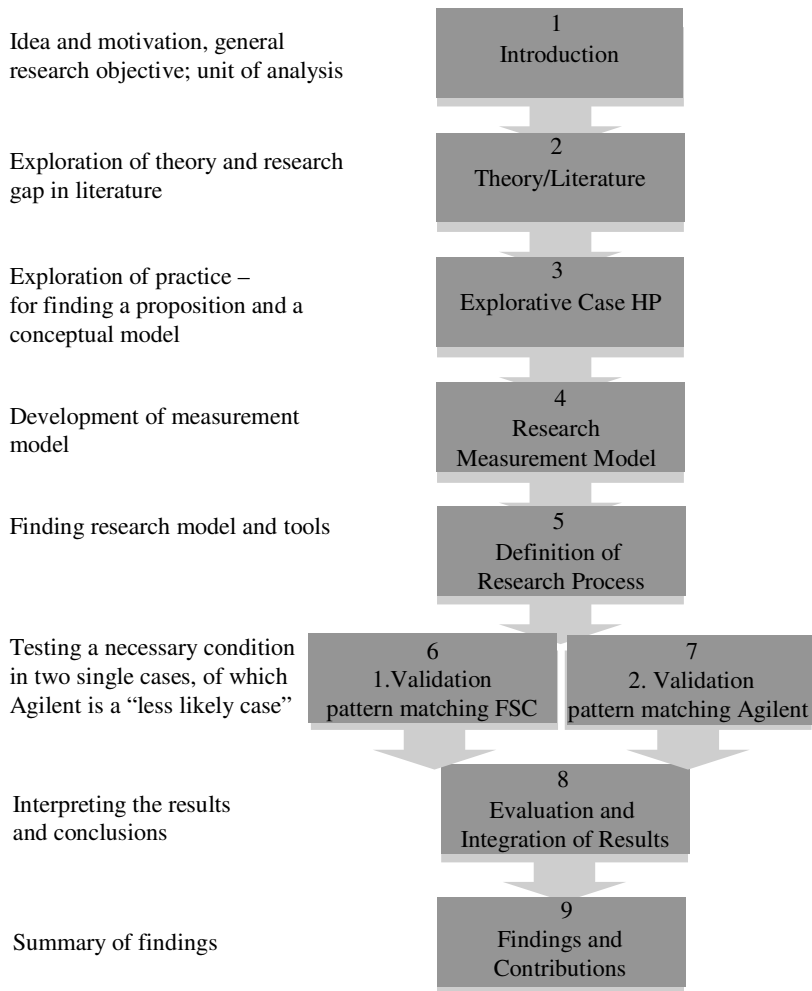 Idea and motivation, general
research objective; unit of analysis
1
Introduction
Exploration of theory and research
gap in literature
2
Theory/Literature
Exploration of practice –
for finding a proposition and a
conceptual model
3
Explorative Case HP
Development of measurement
model
4
Research
Measurement Model
Finding research model and tools
5
Definition of
Research Process
Testing a necessary condition
in two single cases, of which
Agilent is a “less likely case”
6
1.Validation
pattern matching FSC
7
2. Validation
pattern matching Agilent
Interpreting the results
and conclusions
8
Evaluation and
Integration of Results
Summary of findings
9
Findings and
Contributions